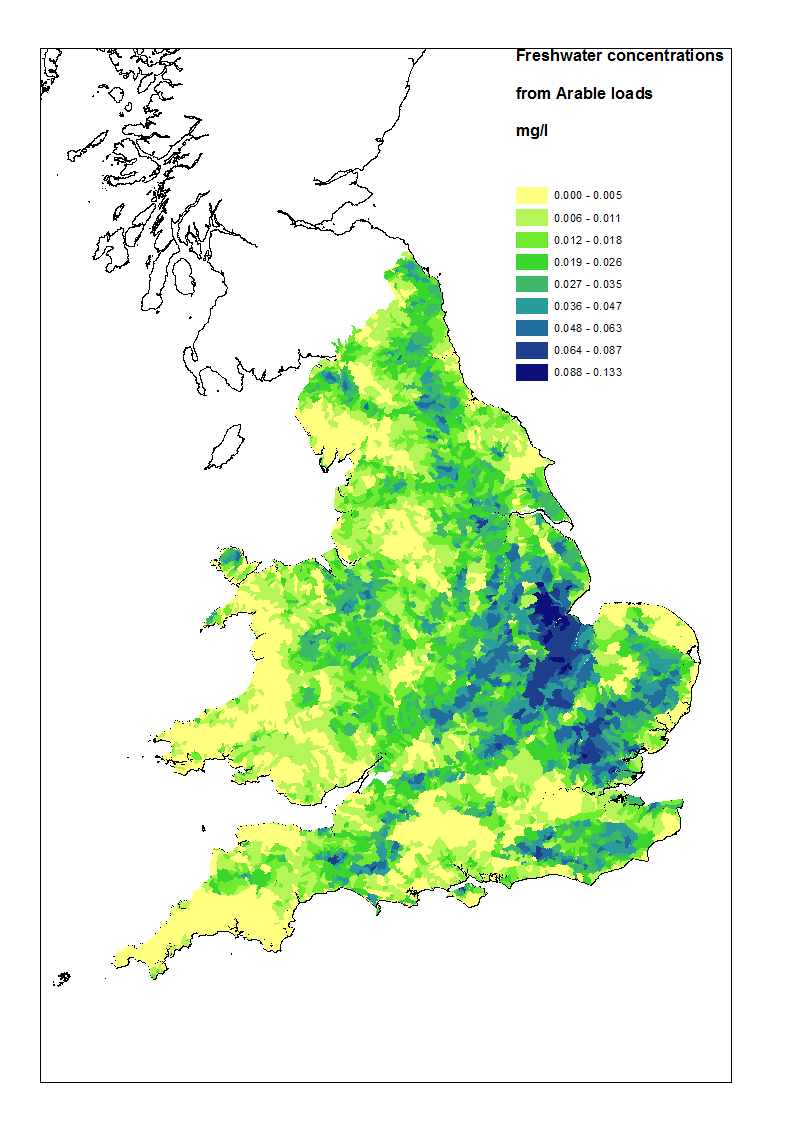 Freshwater concentrations
from Arable loads
mg/l
0.000 - 0.005
0.006 - 0.011
0.012 - 0.018
0.019 - 0.026
0.027 - 0.035
0.036 - 0.047
0.048 - 0.063
0.064 - 0.087
0.088 - 0.133